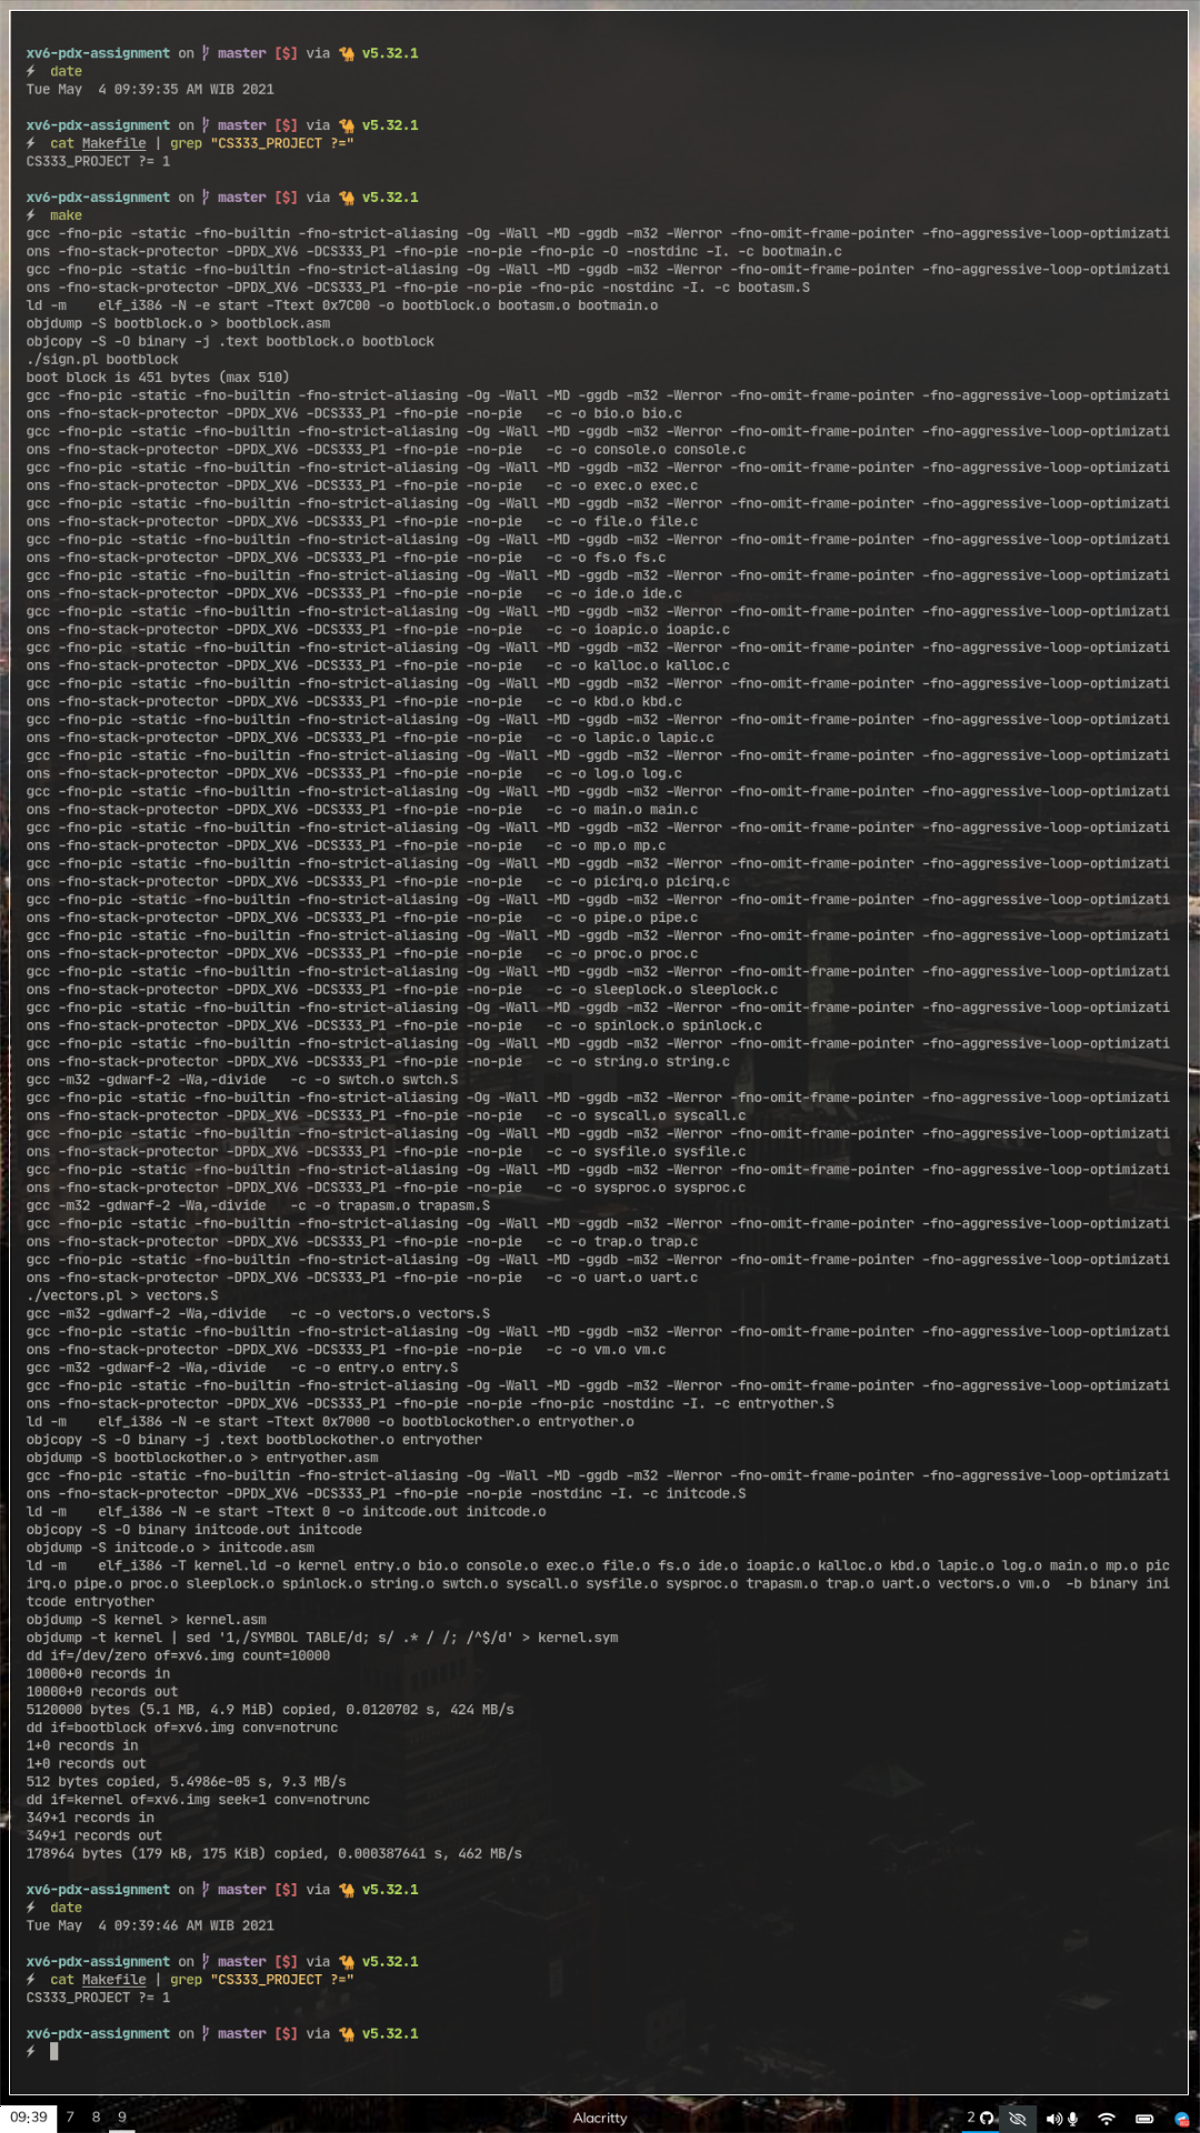 xv6-pdx-assignment on master [$] via 🐪 v5.32.1
⚡ date
Tue May  4 09:39:35 AM WIB 2021
xv6-pdx-assignment on master [$] via 🐪 v5.32.1
⚡ cat Makefile | grep "CS333_PROJECT ?="
CS333_PROJECT ?= 1
xv6-pdx-assignment on master [$] via 🐪 v5.32.1
⚡ make
gcc -fno-pic -static -fno-builtin -fno-strict-aliasing -Og -Wall -MD -ggdb -m32 -Werror -fno-omit-frame-pointer -fno-aggressive-loop-optimizati
ons -fno-stack-protector -DPDX_XV6 -DCS333_P1 -fno-pie -no-pie -fno-pic -O -nostdinc -I. -c bootmain.c
gcc -fno-pic -static -fno-builtin -fno-strict-aliasing -Og -Wall -MD -ggdb -m32 -Werror -fno-omit-frame-pointer -fno-aggressive-loop-optimizati
ons -fno-stack-protector -DPDX_XV6 -DCS333_P1 -fno-pie -no-pie -fno-pic -nostdinc -I. -c bootasm.S
ld -m    elf_i386 -N -e start -Ttext 0x7C00 -o bootblock.o bootasm.o bootmain.o
objdump -S bootblock.o > bootblock.asm
objcopy -S -O binary -j .text bootblock.o bootblock
./sign.pl bootblock
boot block is 451 bytes (max 510)
gcc -fno-pic -static -fno-builtin -fno-strict-aliasing -Og -Wall -MD -ggdb -m32 -Werror -fno-omit-frame-pointer -fno-aggressive-loop-optimizati
ons -fno-stack-protector -DPDX_XV6 -DCS333_P1 -fno-pie -no-pie   -c -o bio.o bio.c
gcc -fno-pic -static -fno-builtin -fno-strict-aliasing -Og -Wall -MD -ggdb -m32 -Werror -fno-omit-frame-pointer -fno-aggressive-loop-optimizati
ons -fno-stack-protector -DPDX_XV6 -DCS333_P1 -fno-pie -no-pie   -c -o console.o console.c
gcc -fno-pic -static -fno-builtin -fno-strict-aliasing -Og -Wall -MD -ggdb -m32 -Werror -fno-omit-frame-pointer -fno-aggressive-loop-optimizati
ons -fno-stack-protector -DPDX_XV6 -DCS333_P1 -fno-pie -no-pie   -c -o exec.o exec.c
gcc -fno-pic -static -fno-builtin -fno-strict-aliasing -Og -Wall -MD -ggdb -m32 -Werror -fno-omit-frame-pointer -fno-aggressive-loop-optimizati
ons -fno-stack-protector -DPDX_XV6 -DCS333_P1 -fno-pie -no-pie   -c -o file.o file.c
gcc -fno-pic -static -fno-builtin -fno-strict-aliasing -Og -Wall -MD -ggdb -m32 -Werror -fno-omit-frame-pointer -fno-aggressive-loop-optimizati
ons -fno-stack-protector -DPDX_XV6 -DCS333_P1 -fno-pie -no-pie   -c -o fs.o fs.c
gcc -fno-pic -static -fno-builtin -fno-strict-aliasing -Og -Wall -MD -ggdb -m32 -Werror -fno-omit-frame-pointer -fno-aggressive-loop-optimizati
ons -fno-stack-protector -DPDX_XV6 -DCS333_P1 -fno-pie -no-pie   -c -o ide.o ide.c
gcc -fno-pic -static -fno-builtin -fno-strict-aliasing -Og -Wall -MD -ggdb -m32 -Werror -fno-omit-frame-pointer -fno-aggressive-loop-optimizati
ons -fno-stack-protector -DPDX_XV6 -DCS333_P1 -fno-pie -no-pie   -c -o ioapic.o ioapic.c
gcc -fno-pic -static -fno-builtin -fno-strict-aliasing -Og -Wall -MD -ggdb -m32 -Werror -fno-omit-frame-pointer -fno-aggressive-loop-optimizati
ons -fno-stack-protector -DPDX_XV6 -DCS333_P1 -fno-pie -no-pie   -c -o kalloc.o kalloc.c
gcc -fno-pic -static -fno-builtin -fno-strict-aliasing -Og -Wall -MD -ggdb -m32 -Werror -fno-omit-frame-pointer -fno-aggressive-loop-optimizati
ons -fno-stack-protector -DPDX_XV6 -DCS333_P1 -fno-pie -no-pie   -c -o kbd.o kbd.c
gcc -fno-pic -static -fno-builtin -fno-strict-aliasing -Og -Wall -MD -ggdb -m32 -Werror -fno-omit-frame-pointer -fno-aggressive-loop-optimizati
ons -fno-stack-protector -DPDX_XV6 -DCS333_P1 -fno-pie -no-pie   -c -o lapic.o lapic.c
gcc -fno-pic -static -fno-builtin -fno-strict-aliasing -Og -Wall -MD -ggdb -m32 -Werror -fno-omit-frame-pointer -fno-aggressive-loop-optimizati
ons -fno-stack-protector -DPDX_XV6 -DCS333_P1 -fno-pie -no-pie   -c -o log.o log.c
gcc -fno-pic -static -fno-builtin -fno-strict-aliasing -Og -Wall -MD -ggdb -m32 -Werror -fno-omit-frame-pointer -fno-aggressive-loop-optimizati
ons -fno-stack-protector -DPDX_XV6 -DCS333_P1 -fno-pie -no-pie   -c -o main.o main.c
gcc -fno-pic -static -fno-builtin -fno-strict-aliasing -Og -Wall -MD -ggdb -m32 -Werror -fno-omit-frame-pointer -fno-aggressive-loop-optimizati
ons -fno-stack-protector -DPDX_XV6 -DCS333_P1 -fno-pie -no-pie   -c -o mp.o mp.c
gcc -fno-pic -static -fno-builtin -fno-strict-aliasing -Og -Wall -MD -ggdb -m32 -Werror -fno-omit-frame-pointer -fno-aggressive-loop-optimizati
ons -fno-stack-protector -DPDX_XV6 -DCS333_P1 -fno-pie -no-pie   -c -o picirq.o picirq.c
gcc -fno-pic -static -fno-builtin -fno-strict-aliasing -Og -Wall -MD -ggdb -m32 -Werror -fno-omit-frame-pointer -fno-aggressive-loop-optimizati
ons -fno-stack-protector -DPDX_XV6 -DCS333_P1 -fno-pie -no-pie   -c -o pipe.o pipe.c
gcc -fno-pic -static -fno-builtin -fno-strict-aliasing -Og -Wall -MD -ggdb -m32 -Werror -fno-omit-frame-pointer -fno-aggressive-loop-optimizati
ons -fno-stack-protector -DPDX_XV6 -DCS333_P1 -fno-pie -no-pie   -c -o proc.o proc.c
gcc -fno-pic -static -fno-builtin -fno-strict-aliasing -Og -Wall -MD -ggdb -m32 -Werror -fno-omit-frame-pointer -fno-aggressive-loop-optimizati
ons -fno-stack-protector -DPDX_XV6 -DCS333_P1 -fno-pie -no-pie   -c -o sleeplock.o sleeplock.c
gcc -fno-pic -static -fno-builtin -fno-strict-aliasing -Og -Wall -MD -ggdb -m32 -Werror -fno-omit-frame-pointer -fno-aggressive-loop-optimizati
ons -fno-stack-protector -DPDX_XV6 -DCS333_P1 -fno-pie -no-pie   -c -o spinlock.o spinlock.c
gcc -fno-pic -static -fno-builtin -fno-strict-aliasing -Og -Wall -MD -ggdb -m32 -Werror -fno-omit-frame-pointer -fno-aggressive-loop-optimizati
ons -fno-stack-protector -DPDX_XV6 -DCS333_P1 -fno-pie -no-pie   -c -o string.o string.c
gcc -m32 -gdwarf-2 -Wa,-divide   -c -o swtch.o swtch.S
gcc -fno-pic -static -fno-builtin -fno-strict-aliasing -Og -Wall -MD -ggdb -m32 -Werror -fno-omit-frame-pointer -fno-aggressive-loop-optimizati
ons -fno-stack-protector -DPDX_XV6 -DCS333_P1 -fno-pie -no-pie   -c -o syscall.o syscall.c
gcc -fno-pic -static -fno-builtin -fno-strict-aliasing -Og -Wall -MD -ggdb -m32 -Werror -fno-omit-frame-pointer -fno-aggressive-loop-optimizati
ons -fno-stack-protector -DPDX_XV6 -DCS333_P1 -fno-pie -no-pie   -c -o sysfile.o sysfile.c
gcc -fno-pic -static -fno-builtin -fno-strict-aliasing -Og -Wall -MD -ggdb -m32 -Werror -fno-omit-frame-pointer -fno-aggressive-loop-optimizati
ons -fno-stack-protector -DPDX_XV6 -DCS333_P1 -fno-pie -no-pie   -c -o sysproc.o sysproc.c
gcc -m32 -gdwarf-2 -Wa,-divide   -c -o trapasm.o trapasm.S
gcc -fno-pic -static -fno-builtin -fno-strict-aliasing -Og -Wall -MD -ggdb -m32 -Werror -fno-omit-frame-pointer -fno-aggressive-loop-optimizati
ons -fno-stack-protector -DPDX_XV6 -DCS333_P1 -fno-pie -no-pie   -c -o trap.o trap.c
gcc -fno-pic -static -fno-builtin -fno-strict-aliasing -Og -Wall -MD -ggdb -m32 -Werror -fno-omit-frame-pointer -fno-aggressive-loop-optimizati
ons -fno-stack-protector -DPDX_XV6 -DCS333_P1 -fno-pie -no-pie   -c -o uart.o uart.c
./vectors.pl > vectors.S
gcc -m32 -gdwarf-2 -Wa,-divide   -c -o vectors.o vectors.S
gcc -fno-pic -static -fno-builtin -fno-strict-aliasing -Og -Wall -MD -ggdb -m32 -Werror -fno-omit-frame-pointer -fno-aggressive-loop-optimizati
ons -fno-stack-protector -DPDX_XV6 -DCS333_P1 -fno-pie -no-pie   -c -o vm.o vm.c
gcc -m32 -gdwarf-2 -Wa,-divide   -c -o entry.o entry.S
gcc -fno-pic -static -fno-builtin -fno-strict-aliasing -Og -Wall -MD -ggdb -m32 -Werror -fno-omit-frame-pointer -fno-aggressive-loop-optimizati
ons -fno-stack-protector -DPDX_XV6 -DCS333_P1 -fno-pie -no-pie -fno-pic -nostdinc -I. -c entryother.S
ld -m    elf_i386 -N -e start -Ttext 0x7000 -o bootblockother.o entryother.o
objcopy -S -O binary -j .text bootblockother.o entryother
objdump -S bootblockother.o > entryother.asm
gcc -fno-pic -static -fno-builtin -fno-strict-aliasing -Og -Wall -MD -ggdb -m32 -Werror -fno-omit-frame-pointer -fno-aggressive-loop-optimizati
ons -fno-stack-protector -DPDX_XV6 -DCS333_P1 -fno-pie -no-pie -nostdinc -I. -c initcode.S
ld -m    elf_i386 -N -e start -Ttext 0 -o initcode.out initcode.o
objcopy -S -O binary initcode.out initcode
objdump -S initcode.o > initcode.asm
ld -m    elf_i386 -T kernel.ld -o kernel entry.o bio.o console.o exec.o file.o fs.o ide.o ioapic.o kalloc.o kbd.o lapic.o log.o main.o mp.o pic
irq.o pipe.o proc.o sleeplock.o spinlock.o string.o swtch.o syscall.o sysfile.o sysproc.o trapasm.o trap.o uart.o vectors.o vm.o  -b binary ini
tcode entryother
objdump -S kernel > kernel.asm
objdump -t kernel | sed '1,/SYMBOL TABLE/d; s/ .* / /; /^$/d' > kernel.sym
dd if=/dev/zero of=xv6.img count=10000
10000+0 records in
10000+0 records out
5120000 bytes (5.1 MB, 4.9 MiB) copied, 0.0120702 s, 424 MB/s
dd if=bootblock of=xv6.img conv=notrunc
1+0 records in
1+0 records out
512 bytes copied, 5.4986e-05 s, 9.3 MB/s
dd if=kernel of=xv6.img seek=1 conv=notrunc
349+1 records in
349+1 records out
178964 bytes (179 kB, 175 KiB) copied, 0.000387641 s, 462 MB/s
xv6-pdx-assignment on master [$] via 🐪 v5.32.1
⚡ date
Tue May  4 09:39:46 AM WIB 2021
xv6-pdx-assignment on master [$] via 🐪 v5.32.1
⚡ cat Makefile | grep "CS333_PROJECT ?="
CS333_PROJECT ?= 1
xv6-pdx-assignment on master [$] via 🐪 v5.32.1
⚡
09:39 7 8 9 Alacritty 2